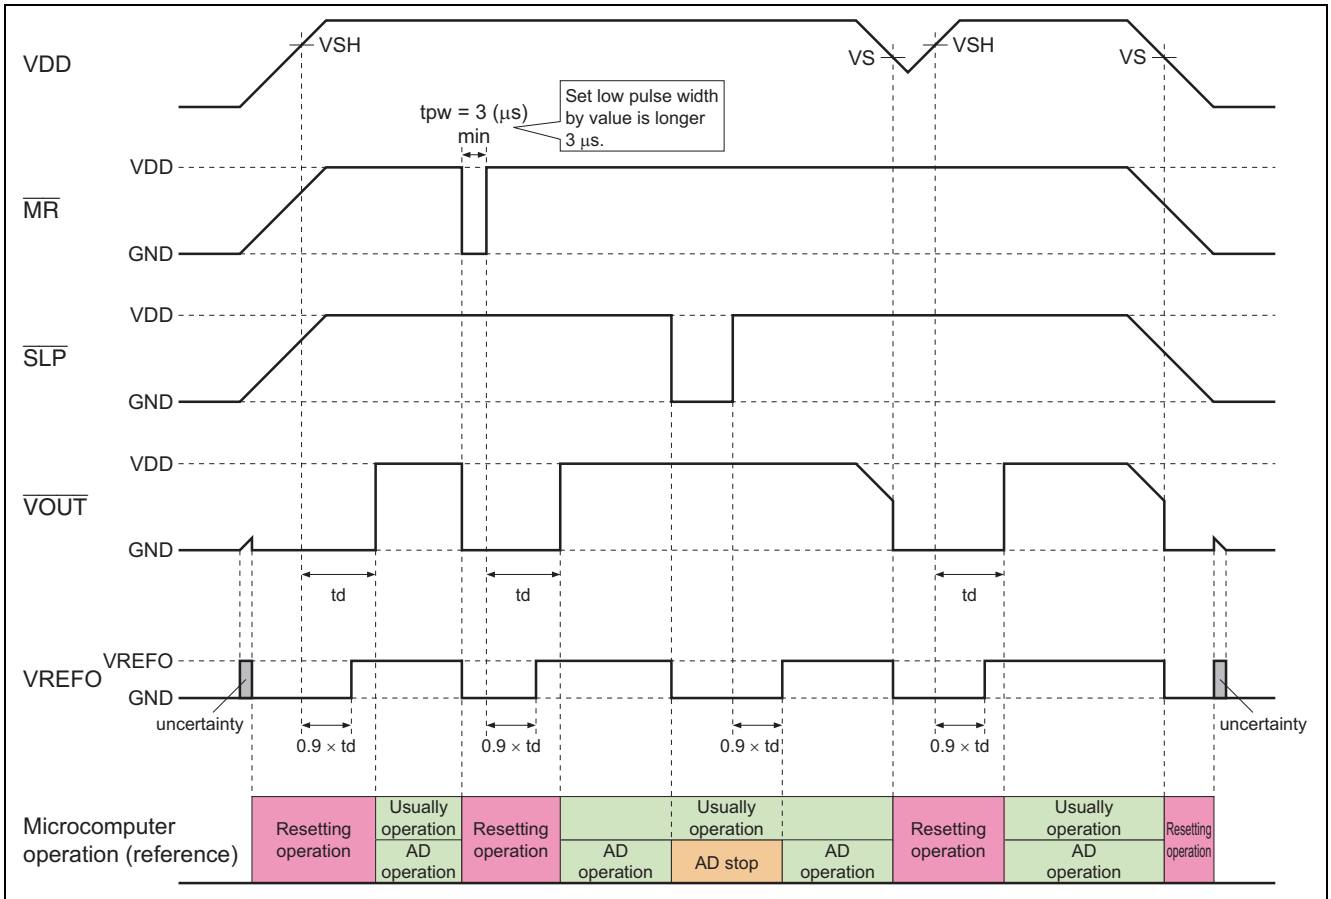 VDD
VSH
VS
VSH
VS
tpw = 3 (μs)
min
Set low pulse width
by value is longer
3 μs.
MR
VDD
GND
SLP
VDD
GND
VOUT
VDD
GND
td
td
td
VREFO
VREFO
GND
uncertainty
uncertainty
0.9 × td
0.9 × td
0.9 × td
0.9 × td
Microcomputer
operation (reference)
Resetting
operation
Usually
operation
AD
operation
Resetting
operation
Usually
operation
AD
operation
AD stop
AD
operation
Resetting
operation
Usually
operation
AD
operation
Resetting
operation